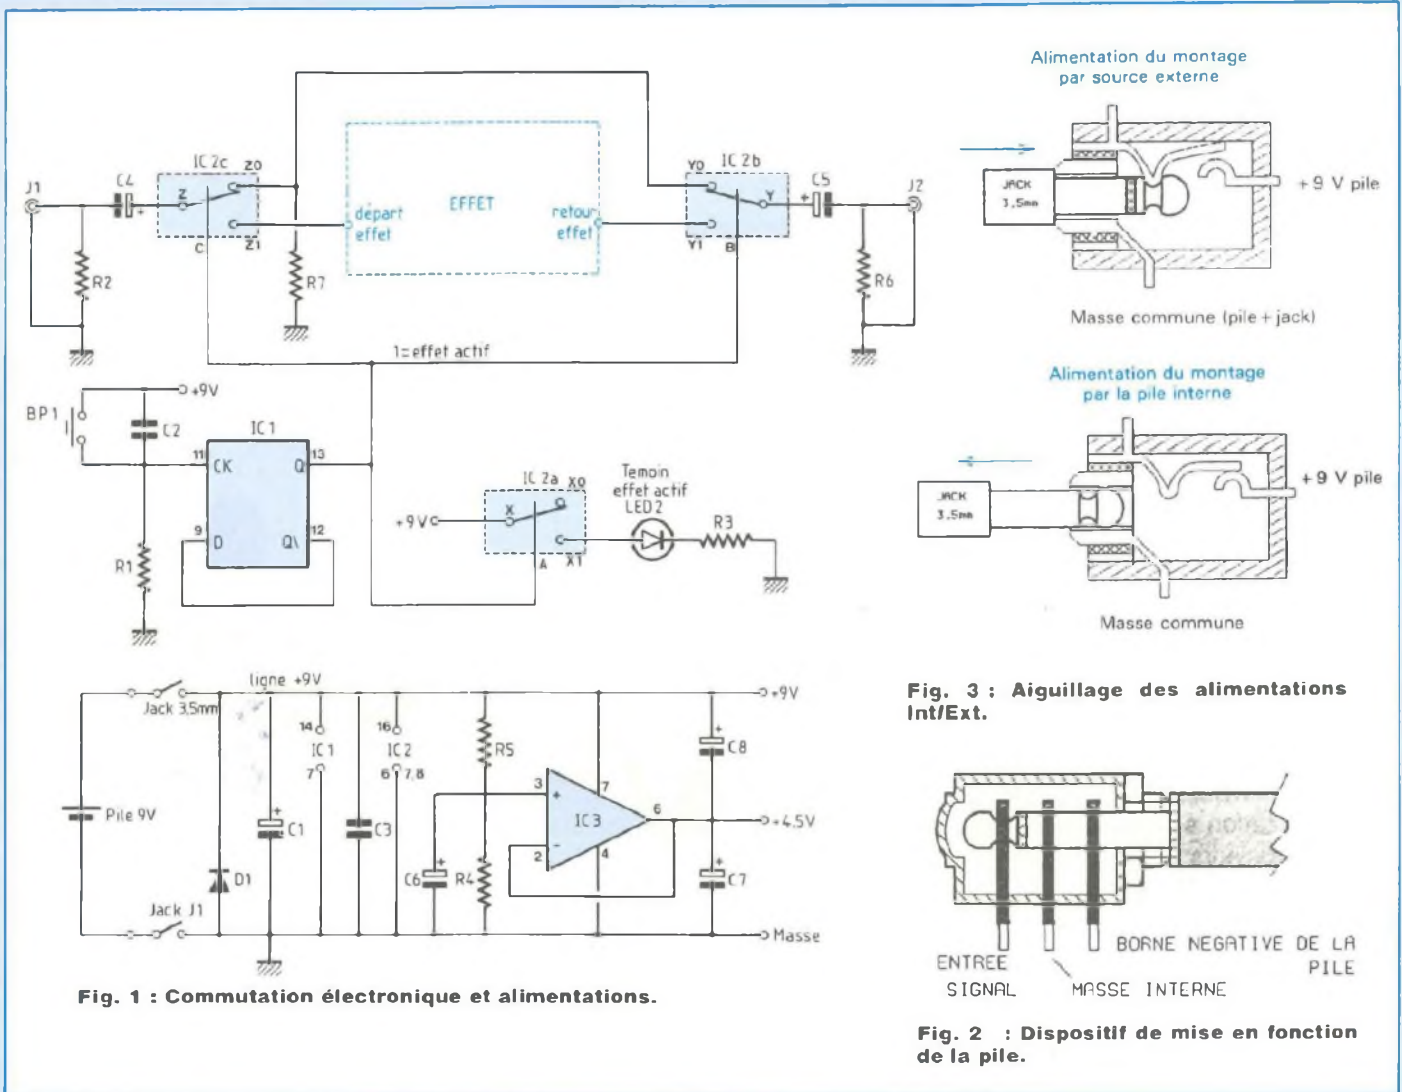 J1
C4
+
IC 2c
Z0
Z
C
Z1
R2
R7
départ
effet
EFFET
retour
effet
Y0
IC 2b
Y
Y1
B
+
C5
J2
R6
1=effet actif
BP1
+9V
C2
R1
IC1
11
CK
Q
13
9
D
Q\
12
+9V
IC 2a
X0
X
A
X1
Temoin
effet actif
LED2
R3
Jack 3,5mm
ligne +9V
Pile 9V
Jack J1
D1
+
C1
14
IC1
7
C3
16
IC2
6
7,8
+
C6
R5
R4
3
+
2
-
IC3
7
4
6
+
C8
+
C7
+9V
+4,5V
Masse
Fig. 1 : Commutation électronique et alimentations.
Alimentation du montage
par source externe
JACK
3,5mm
+ 9 V pile
Masse commune (pile + jack)
Alimentation du montage
par la pile interne
JACK
3,5mm
+ 9 V pile
Masse commune
Fig. 3 : Aiguillage des alimentations
Int/Ext.
ENTREE
SIGNAL
MASSE INTERNE
BORNE NEGATIVE DE LA
PILE
Fig. 2 : Dispositif de mise en fonction
de la pile.